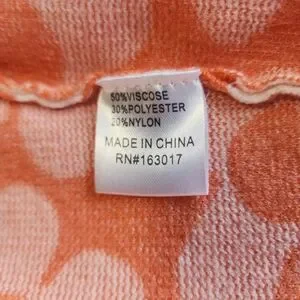 50%VISCOSE
30%POLYESTER
20%NYLON
MADE IN CHINA
RN#163017